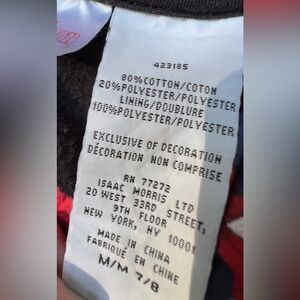 423185
80%COTTON/COTON
20%POLYESTER/POLYESTER
LINING/DOUBLURE
100%POLYESTER/POLYESTER
EXCLUSIVE OF DECORATION
DÉCORATION NON COMPRISE
RN 77272
ISAAC MORRIS LTD
20 WEST 33RD STREET,
9TH FLOOR
NEW YORK, NY 10001
MADE IN CHINA
FABRIQUÉ EN CHINE
M/M 7/8